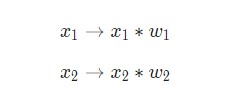 x₁ → x₁ * w₁
x₂ → x₂ * w₂